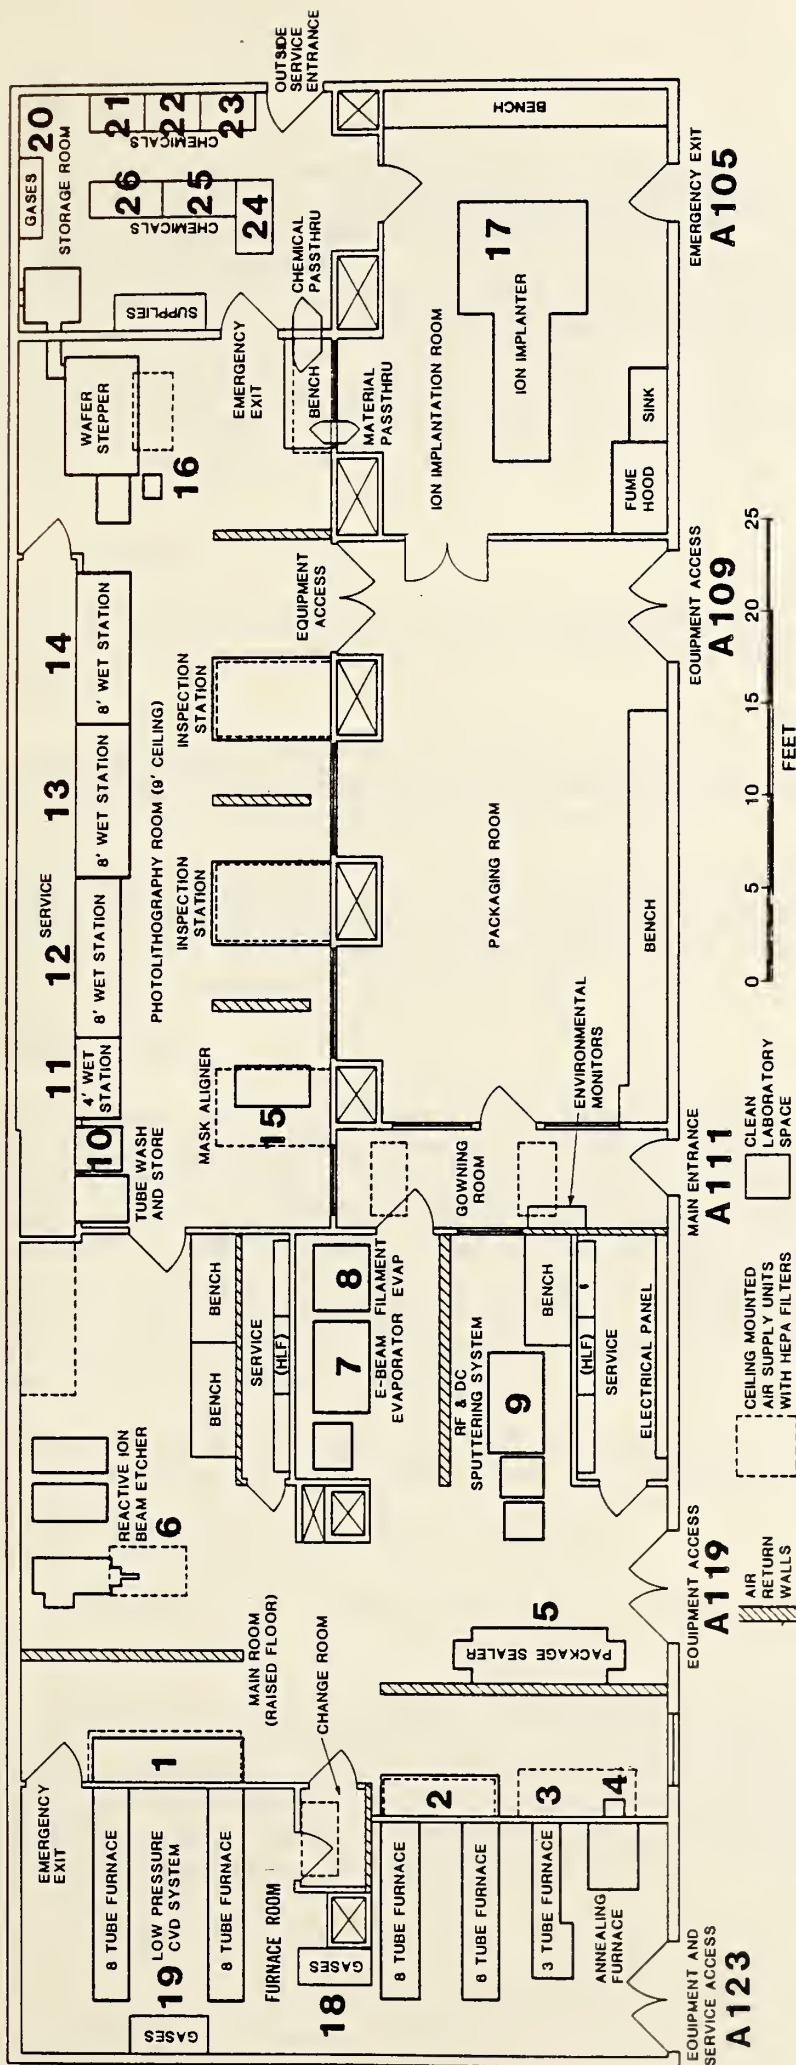 EMERGENCY
EXIT
8 TUBE FURNACE
19
LOW PRESSURE
CVD SYSTEM
8 TUBE FURNACE
GASES
1
FURNACE ROOM
18
GASES
CHANGE ROOM
MAIN ROOM
(RAISED FLOOR)
8 TUBE FURNACE
8 TUBE FURNACE
3 TUBE FURNACE
ANNEALING
FURNACE
2
3
4
EQUIPMENT AND
SERVICE ACCESS
A123
REACTIVE ION
BEAM ETCHER
6
BENCH
BENCH
SERVICE
(HLF)
7
8
E-BEAM
EVAPORATOR
FILAMENT
EVAP
RF & DC
SPUTTERING SYSTEM
9
BENCH
(HLF)
SERVICE
ELECTRICAL PANEL
5
PACKAGE SEALER
EQUIPMENT ACCESS
A119
10
TUBE WASH
AND STORE
11
4' WET
STATION
12
SERVICE
8' WET STATION
13
8' WET STATION
14
8' WET STATION
PHOTOLITHOGRAPHY ROOM (9' CEILING)
MASK ALIGNER
15
INSPECTION
STATION
INSPECTION
STATION
EQUIPMENT
ACCESS
GOWNING
ROOM
ENVIRONMENTAL
MONITORS
MAIN ENTRANCE
A111
PACKAGING ROOM
BENCH
EQUIPMENT ACCESS
A109
WAFER
STEPPER
16
EMERGENCY
EXIT
BENCH
CHEMICAL
PASSTHRU
MATERIAL
PASSTHRU
SUPPLIES
GASES
20
STORAGE ROOM
CHEMICALS
21
22
23
CHEMICALS
26
25
24
OUTSIDE
SERVICE
ENTRANCE
ION IMPLANTATION ROOM
ION IMPLANTER
17
BENCH
FUME
HOOD
SINK
EMERGENCY EXIT
A105
AIR
RETURN
WALLS
CEILING MOUNTED
AIR SUPPLY UNITS
WITH HEPA FILTERS
CLEAN
LABORATORY
SPACE
0 5 10 15 20 25
FEET